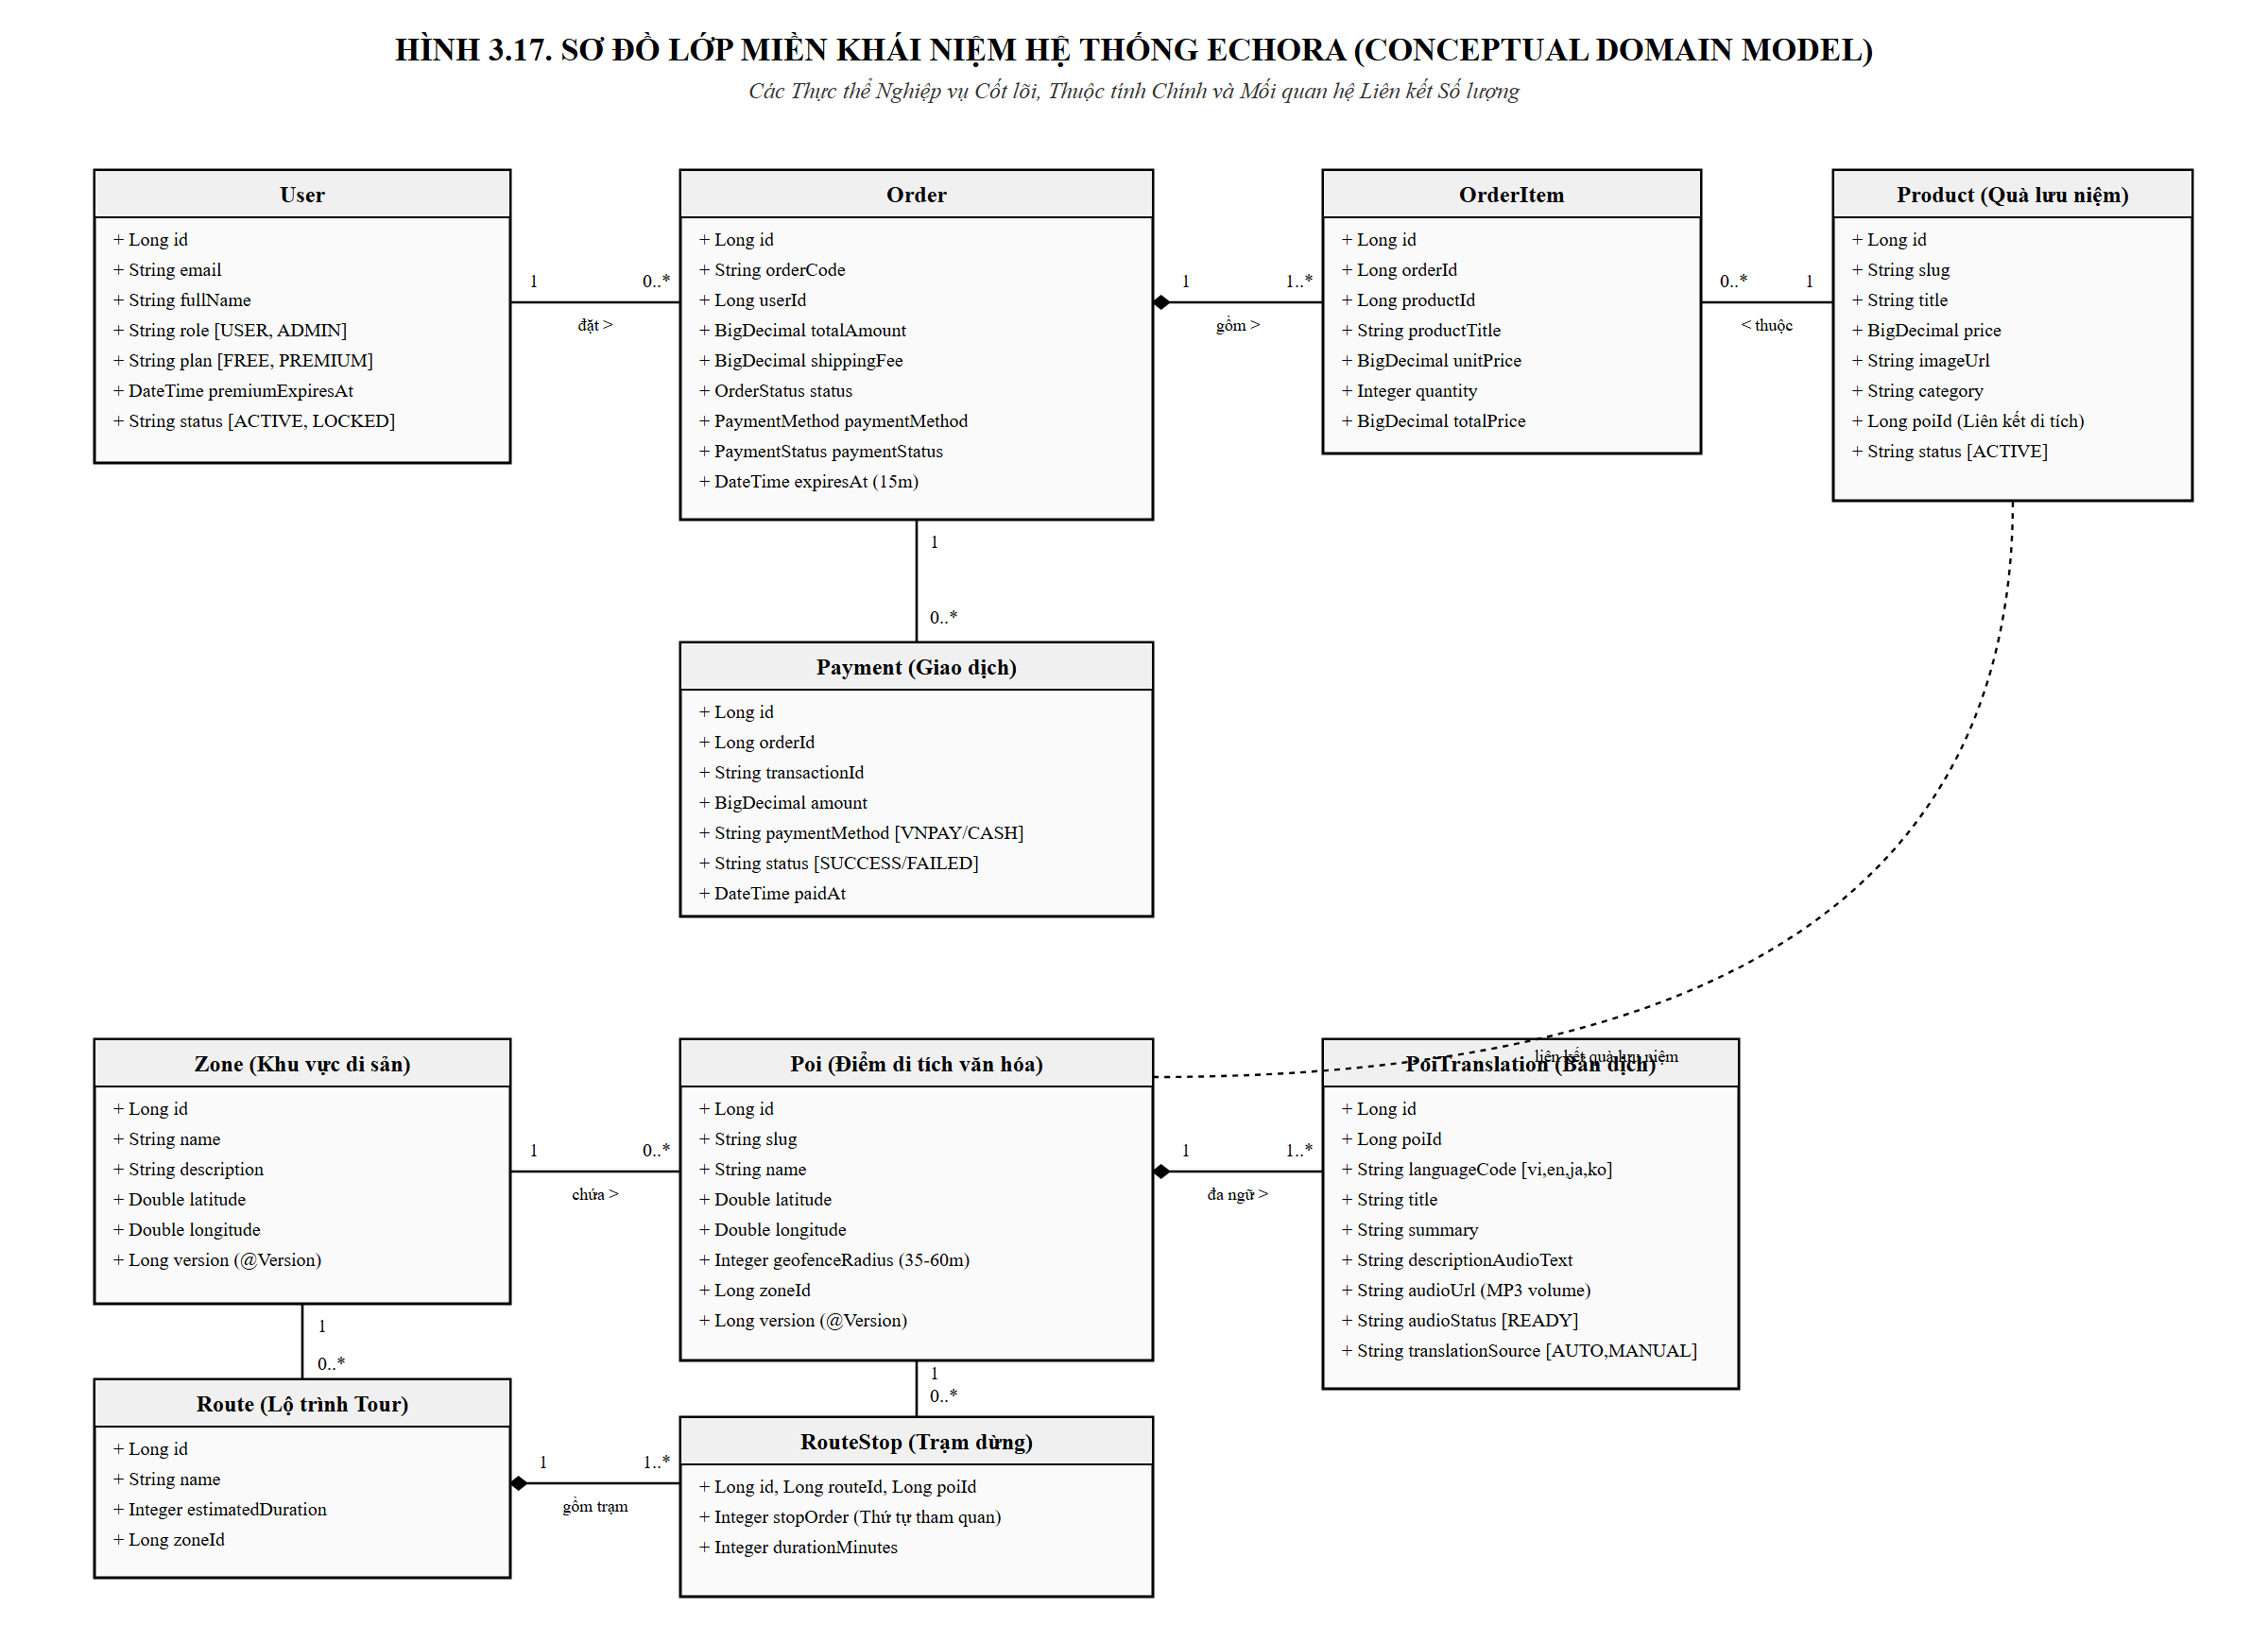 HÌNH 3.17. SƠ ĐỒ LỚP MIỀN KHÁI NIỆM HỆ THỐNG ECHORA (CONCEPTUAL DOMAIN MODEL)
Các Thực thể Nghiệp vụ Cốt lõi, Thuộc tính Chính và Mối quan hệ Liên kết Số lượng
User
+ Long id
+ String email
+ String fullName
+ String role [USER, ADMIN]
+ String plan [FREE, PREMIUM]
+ DateTime premiumExpiresAt
+ String status [ACTIVE, LOCKED]
1
0..*
đặt >
Order
+ Long id
+ String orderCode
+ Long userId
+ BigDecimal totalAmount
+ BigDecimal shippingFee
+ OrderStatus status
+ PaymentMethod paymentMethod
+ PaymentStatus paymentStatus
+ DateTime expiresAt (15m)
1
1..*
gồm >
OrderItem
+ Long id
+ Long orderId
+ Long productId
+ String productTitle
+ BigDecimal unitPrice
+ Integer quantity
+ BigDecimal totalPrice
0..*
1
< thuộc
Product (Quà lưu niệm)
+ Long id
+ String slug
+ String title
+ BigDecimal price
+ String imageUrl
+ String category
+ Long poiId (Liên kết di tích)
+ String status [ACTIVE]
1
0..*
Payment (Giao dịch)
+ Long id
+ Long orderId
+ String transactionId
+ BigDecimal amount
+ String paymentMethod [VNPAY/CASH]
+ String status [SUCCESS/FAILED]
+ DateTime paidAt
Zone (Khu vực di sản)
+ Long id
+ String name
+ String description
+ Double latitude
+ Double longitude
+ Long version (@Version)
1
0..*
chứa >
Poi (Điểm di tích văn hóa)
+ Long id
+ String slug
+ String name
+ Double latitude
+ Double longitude
+ Integer geofenceRadius (35-60m)
+ Long zoneId
+ Long version (@Version)
1
1..*
đa ngữ >
liên kết quà lưu niệm
PoiTranslation (Bản dịch)
+ Long id
+ Long poiId
+ String languageCode [vi,en,ja,ko]
+ String title
+ String summary
+ String descriptionAudioText
+ String audioUrl (MP3 volume)
+ String audioStatus [READY]
+ String translationSource [AUTO,MANUAL]
1
0..*
1
0..*
Route (Lộ trình Tour)
+ Long id
+ String name
+ Integer estimatedDuration
+ Long zoneId
1
1..*
gồm trạm
RouteStop (Trạm dừng)
+ Long id, Long routeId, Long poiId
+ Integer stopOrder (Thứ tự tham quan)
+ Integer durationMinutes